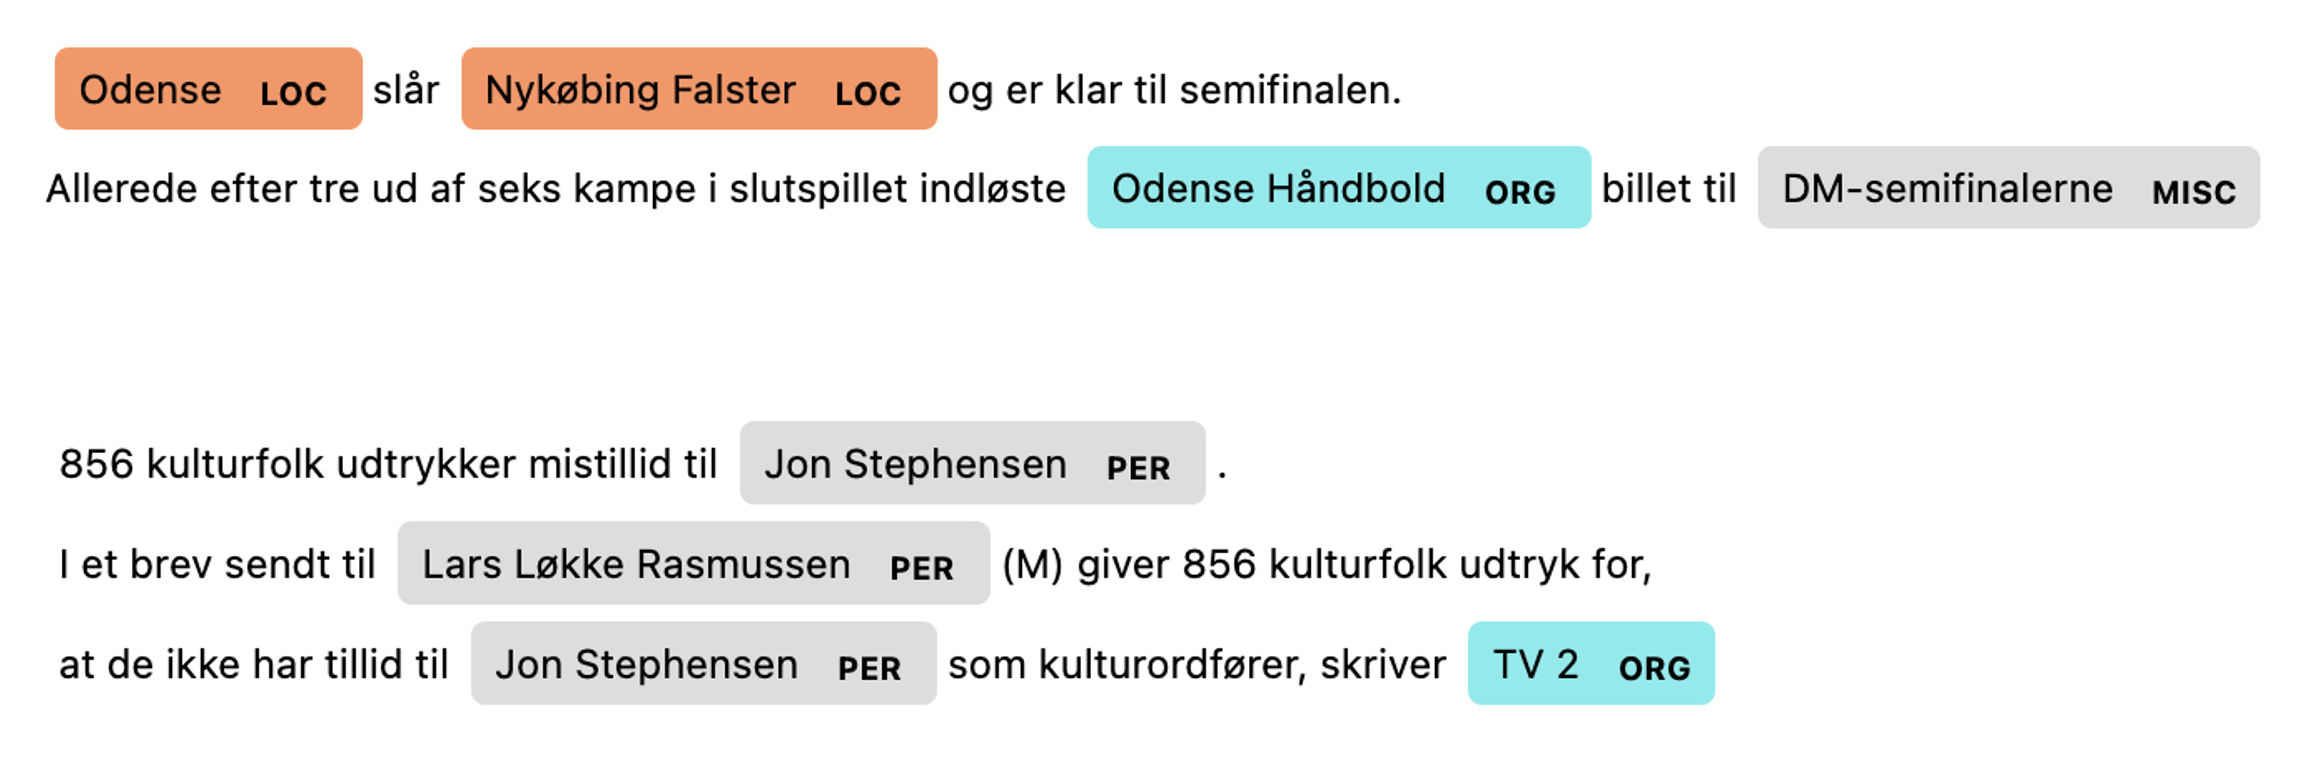 Odense LOC slår Nykøbing Falster LOC og er klar til semifinalen.
Allerede efter tre ud af seks kampe i slutspillet indløste Odense Håndbold ORG billet til DM-semifinalerne MISC
856 kulturfolk udtrykker mistillid til Jon Stephensen PER .
I et brev sendt til Lars Løkke Rasmussen PER (M) giver 856 kulturfolk udtryk for,
at de ikke har tillid til Jon Stephensen PER som kulturordfører, skriver TV 2 ORG